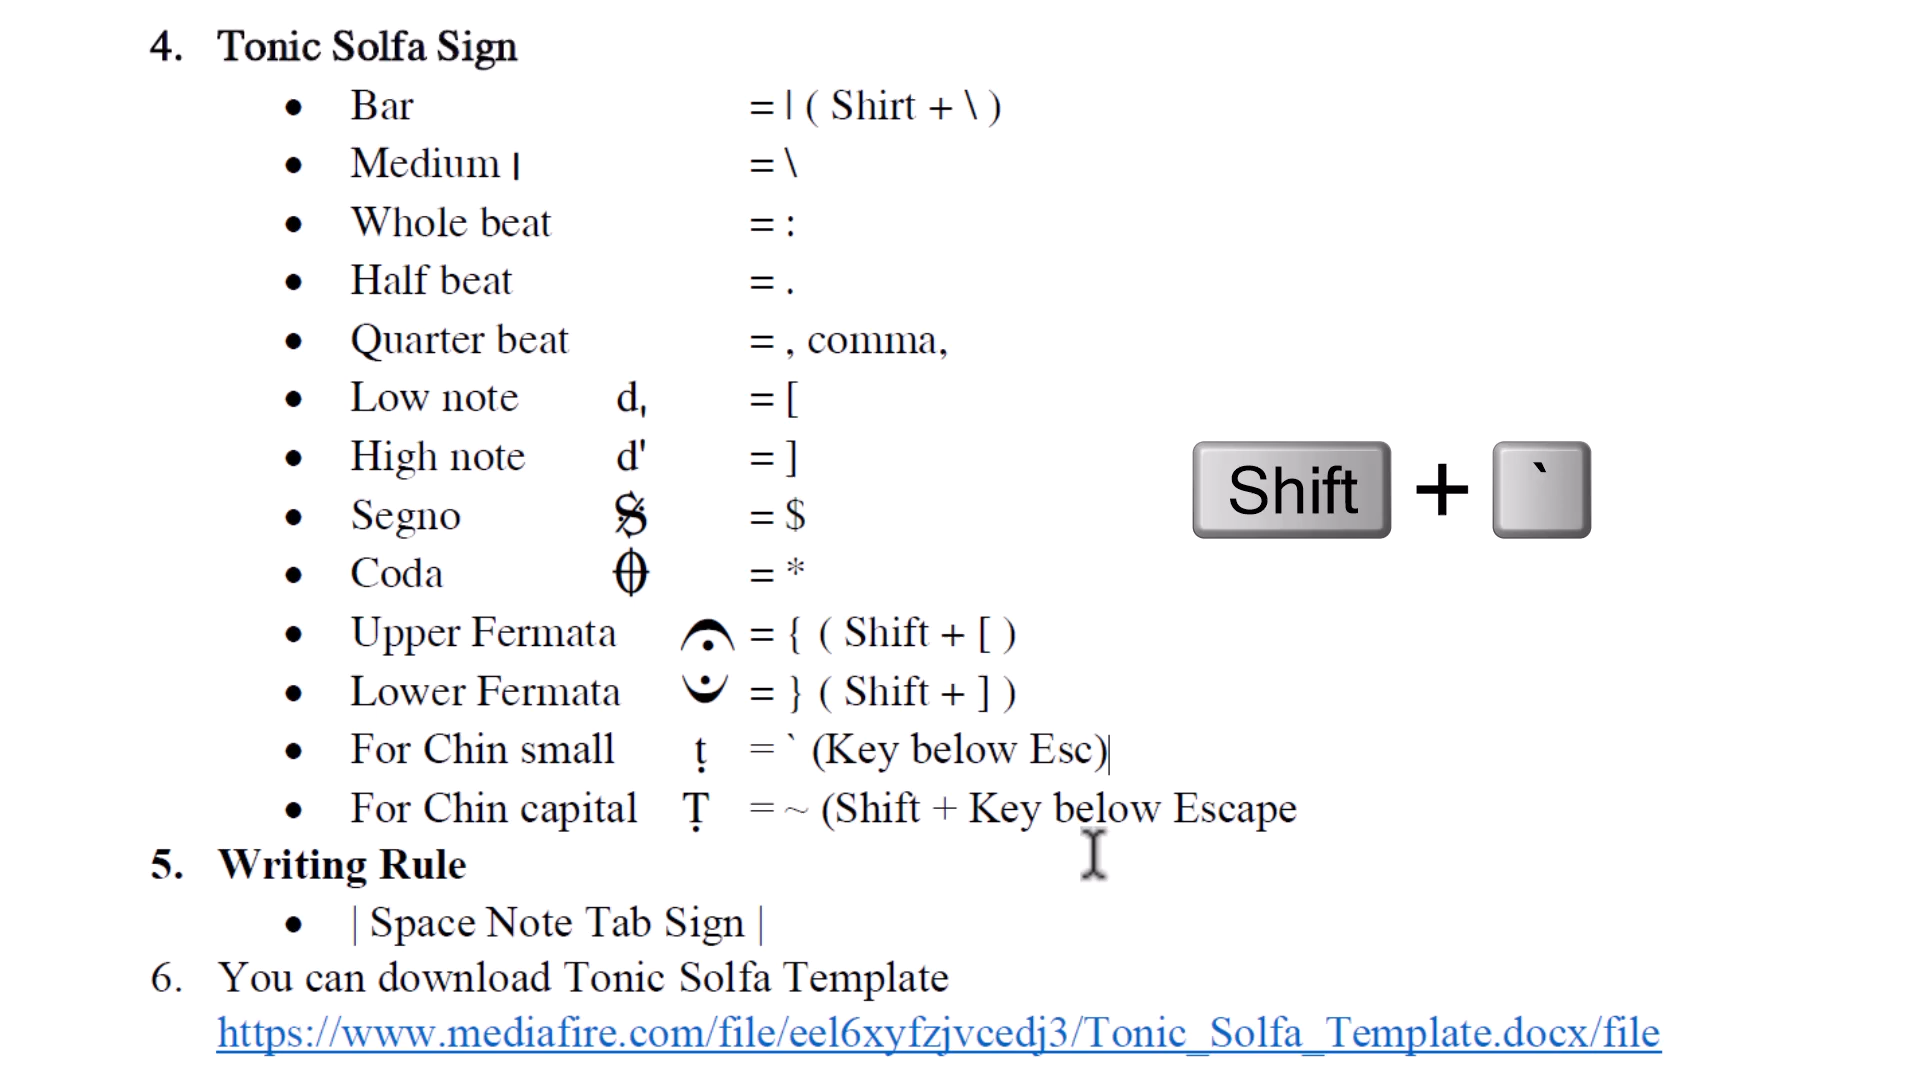 4. Tonic Solfa Sign
• Bar = | ( Shirt + \ )
• Medium | = \
• Whole beat = :
• Half beat = .
• Quarter beat = , comma,
• Low note d, = [
• High note d' = ]
• Segno 𝄋 = $
• Coda 𝄌 = *
• Upper Fermata 𝄐 = { ( Shift + [ )
• Lower Fermata 𝄑 = } ( Shift + ] )
• For Chin small ṭ = ` (Key below Esc)
• For Chin capital Ṭ = ~ (Shift + Key below Escape
Shift + `
5. Writing Rule
• | Space Note Tab Sign |
6. You can download Tonic Solfa Template
https://www.mediafire.com/file/eel6xyfzjvcedj3/Tonic_Solfa_Template.docx/file